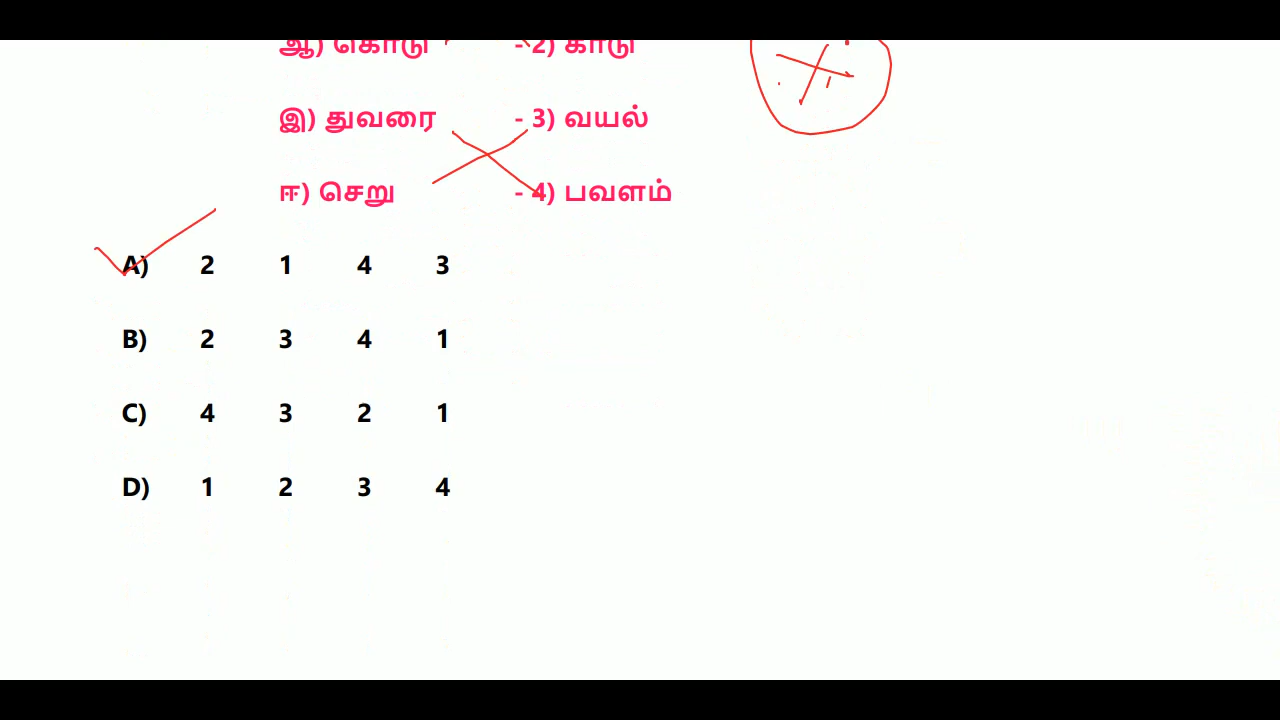 ஆ) கொடு - 2) காடு
இ) துவரை - 3) வயல்
ஈ) செறு - 4) பவளம்
A) 2 1 4 3
B) 2 3 4 1
C) 4 3 2 1
D) 1 2 3 4